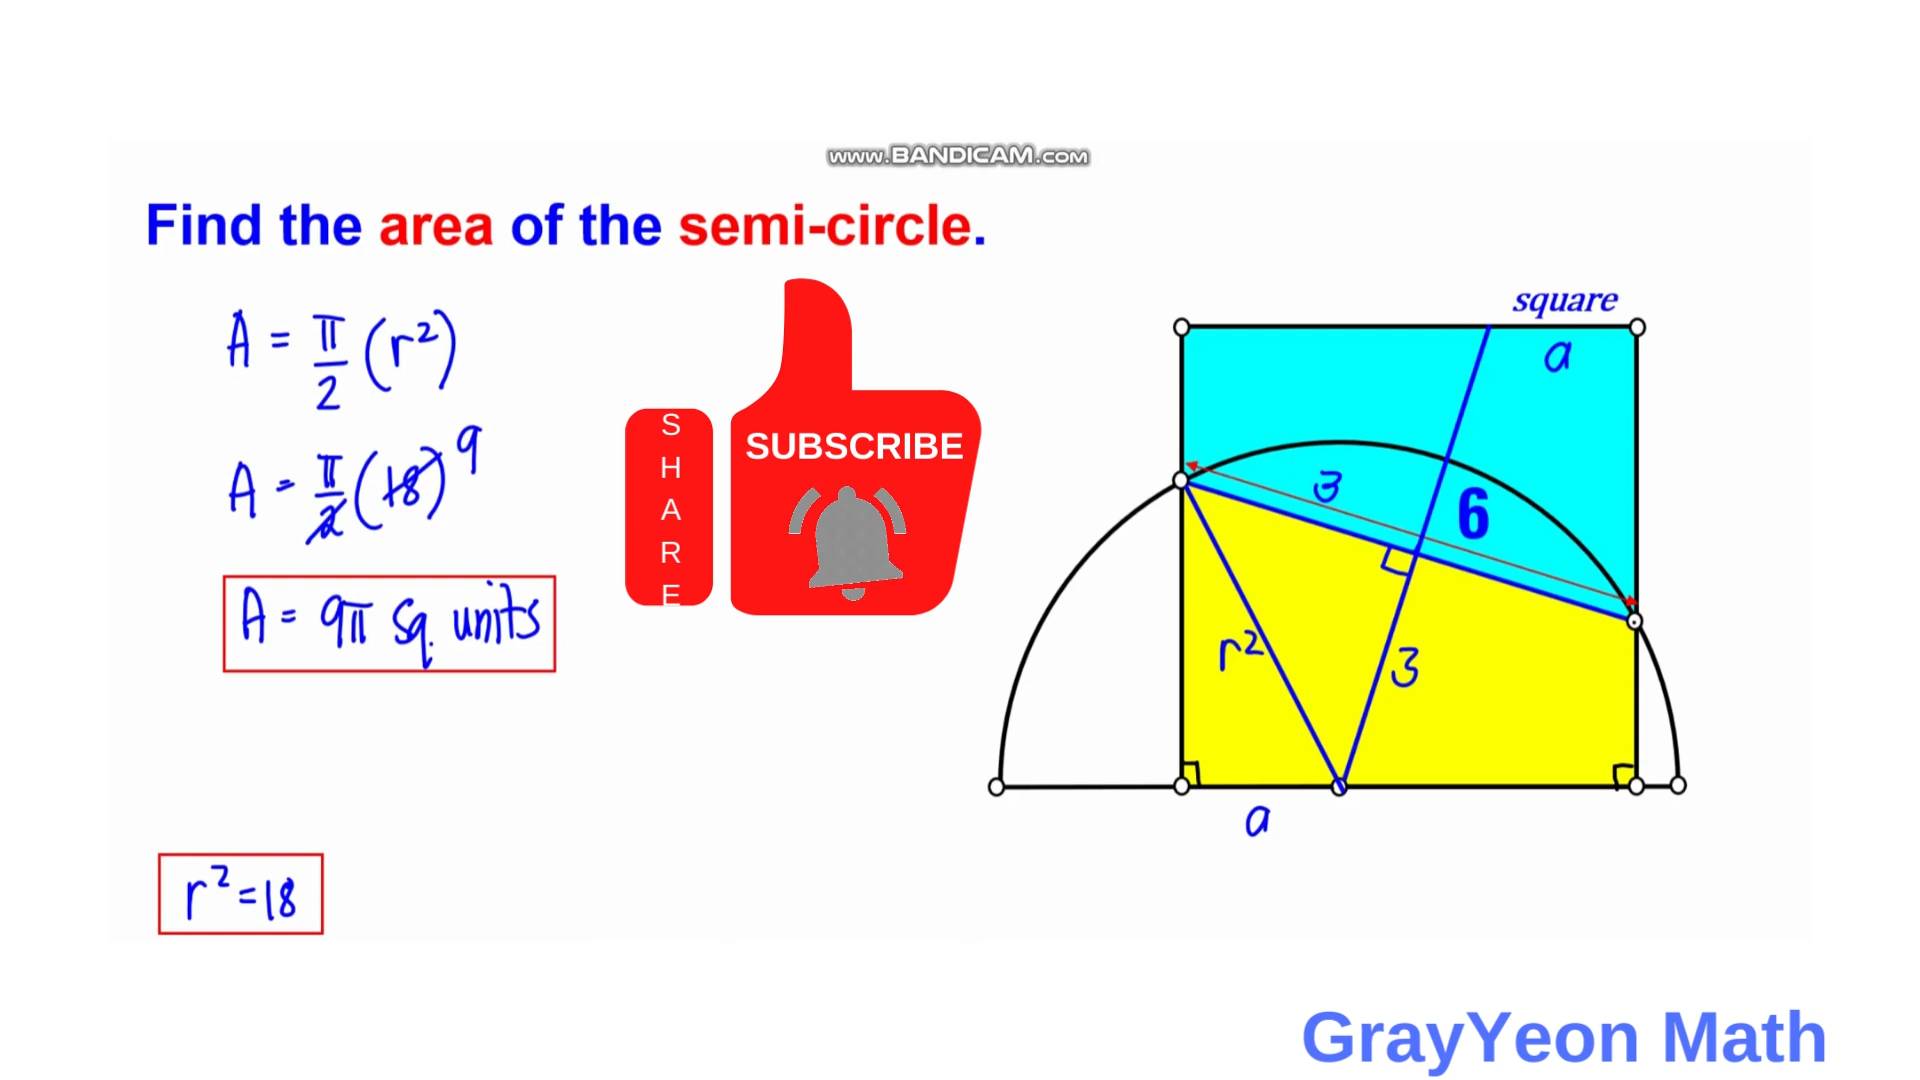 www.BANDICAM.com
Find the area of the semi-circle.
A = π/2 (r²)
A = π/2 (18) 9
A = 9π sq. units
r² = 18
SHARE
SUBSCRIBE
square
a
3
6
r²
3
a
GrayYeon Math